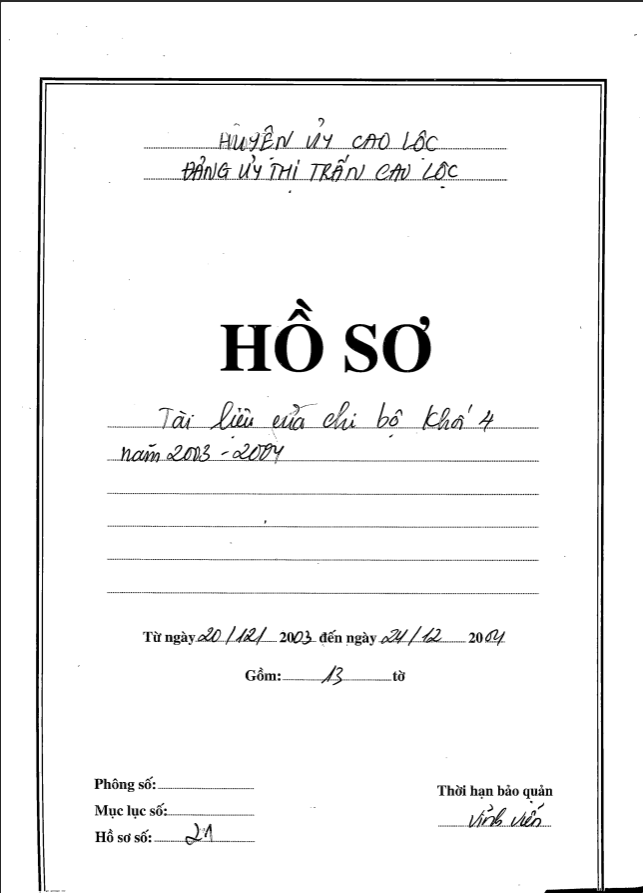 HUYỆN ỦY CAO LỘC
ĐẢNG ỦY THỊ TRẤN CAO LỘC
HỒ SƠ
Tài liệu của chi bộ Khối 4
năm 2003 - 2004
Từ ngày 20/12/ 2003 đến ngày 24/12 2004
Gồm: 13 tờ
Phông số:
Mục lục số:
Hồ sơ số: 21
Thời hạn bảo quản
Vĩnh viễn